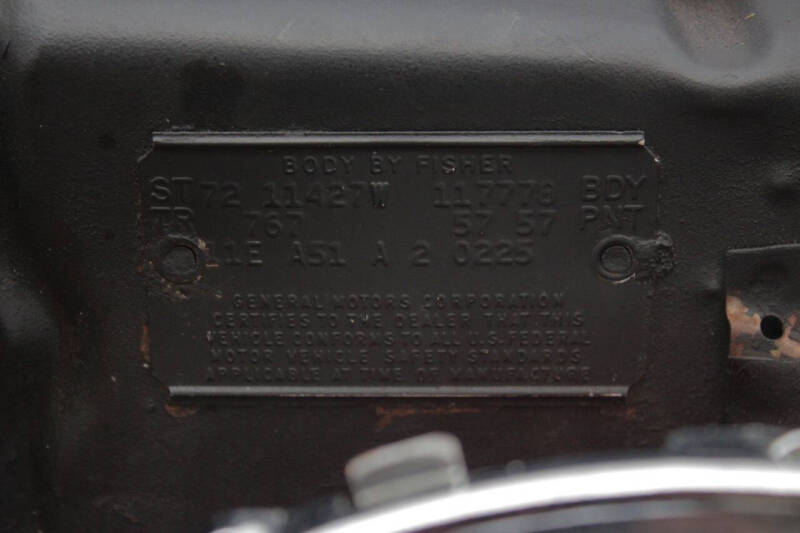 BODY BY FISHER
ST 72 11427W 117778 BDY
TR 767 57 57 PNT
11E A51 A 2 0225
GENERAL MOTORS CORPORATION
CERTIFIES TO THE DEALER THAT THIS
VEHICLE CONFORMS TO ALL U.S. FEDERAL
MOTOR VEHICLE SAFETY STANDARDS
APPLICABLE AT TIME OF MANUFACTURE